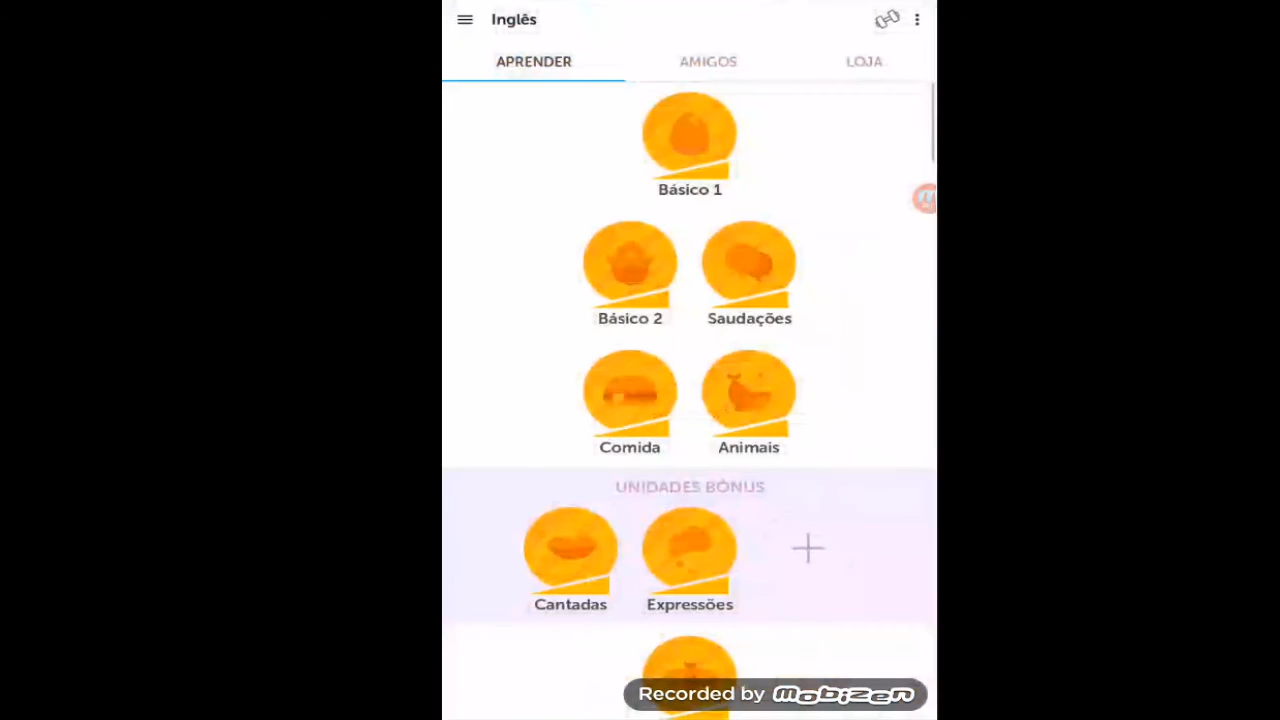 Inglês
APRENDER AMIGOS LOJA
Básico 1
Básico 2 Saudações
Comida Animais
UNIDADES BÔNUS
Cantadas Expressões
Recorded by mobizen